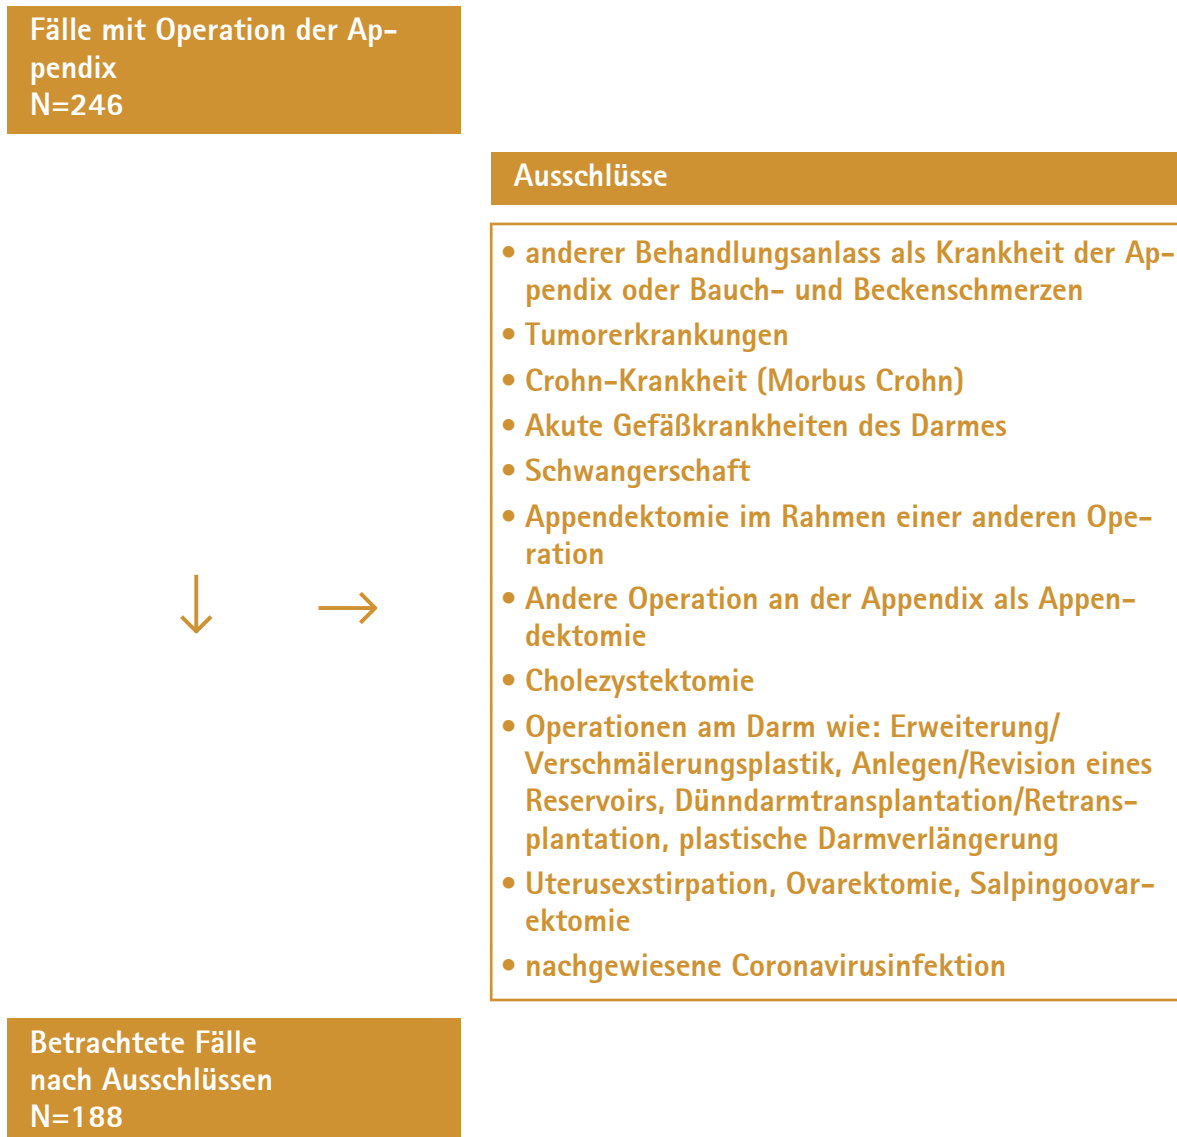 Fälle mit Operation der Ap-
pendix
N=246
Ausschlüsse
• anderer Behandlungsanlass als Krankheit der Ap-
pendix oder Bauch- und Beckenschmerzen
• Tumorerkrankungen
• Crohn-Krankheit (Morbus Crohn)
• Akute Gefäßkrankheiten des Darmes
• Schwangerschaft
• Appendektomie im Rahmen einer anderen Ope-
ration
• Andere Operation an der Appendix als Appen-
dektomie
• Cholezystektomie
• Operationen am Darm wie: Erweiterung/
Verschmälerungsplastik, Anlegen/Revision eines
Reservoirs, Dünndarmtransplantation/Retrans-
plantation, plastische Darmverlängerung
• Uterusexstirpation, Ovarektomie, Salpingoovar-
ektomie
• nachgewiesene Coronavirusinfektion
Betrachtete Fälle
nach Ausschlüssen
N=188